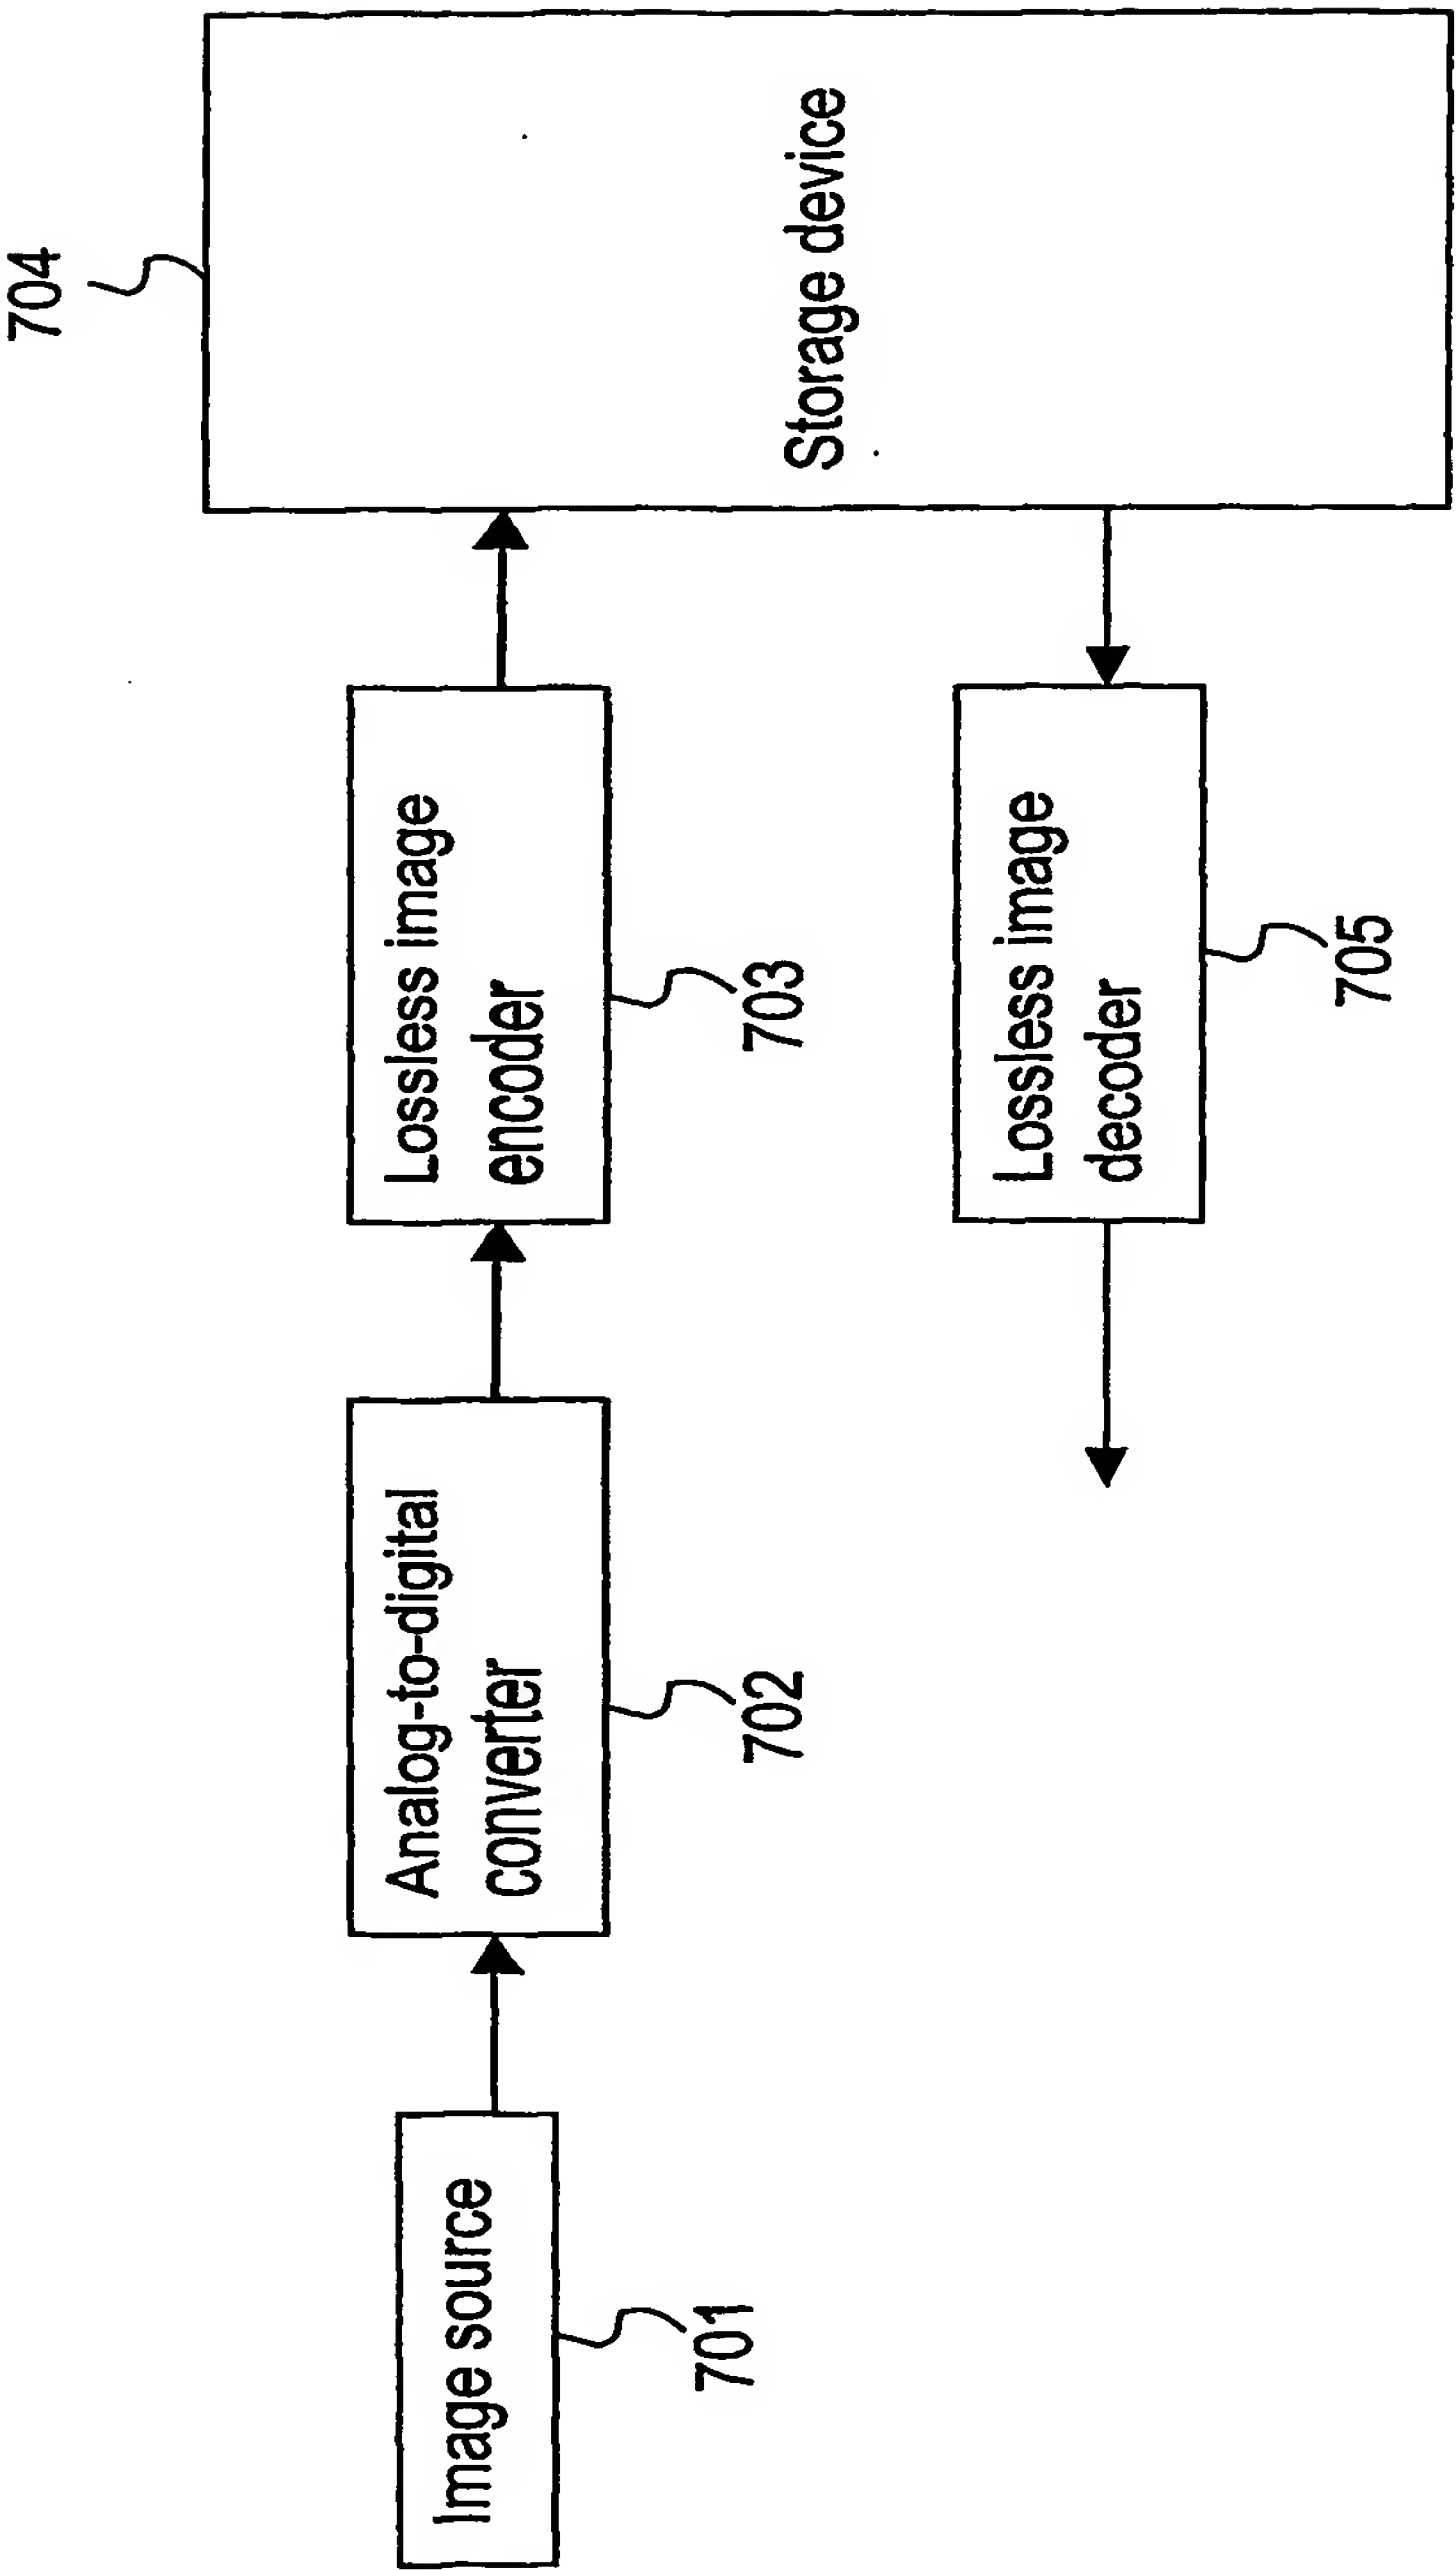 704
Storage device
Lossless image
encoder
703
Lossless image
decoder
705
Analog-to-digital
converter
702
Image source
701